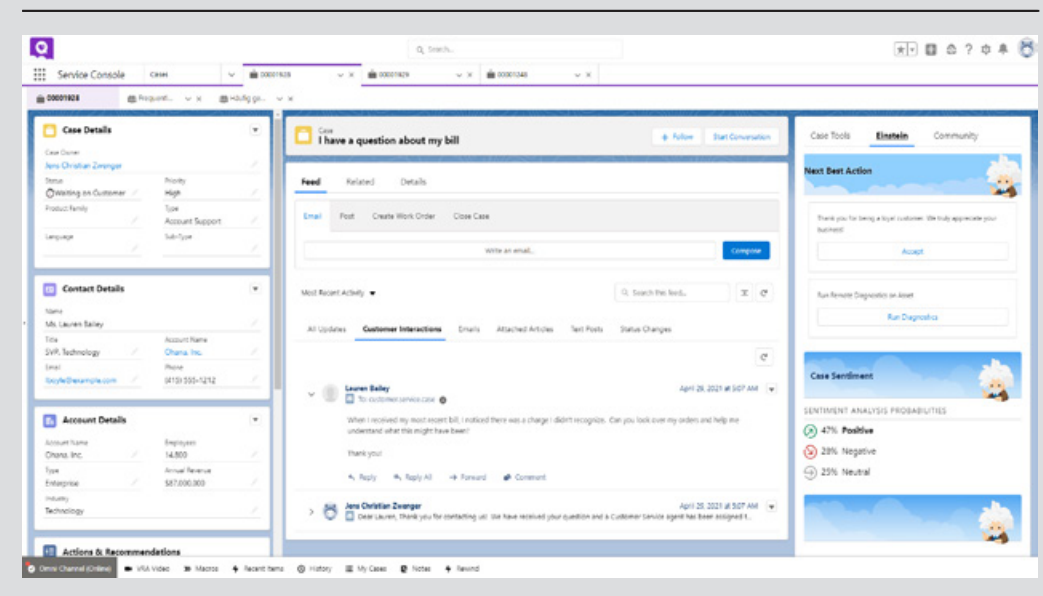 Search...
Service Console
Cases
00001928
00001929
00001048
00001928
Frequent...
Häufig ge...
Case Details
Case Owner
Jens Christian Zwanger
Status
Waiting on Customer
Priority
High
Product Family
Type
Account Support
Language
Sub-Type
Contact Details
Name
Ms. Lauren Bailey
Title
SVP, Technology
Account Name
Ohana, Inc.
Email
lboyle@example.com
Phone
(415) 555-1212
Account Details
Account Name
Ohana, Inc.
Employees
14,800
Type
Enterprise
Annual Revenue
$87,000,000
Industry
Technology
Actions & Recommendations
Case
I have a question about my bill
+ Follow
Start Conversation
Feed
Related
Details
Email
Post
Create Work Order
Close Case
Write an email...
Compose
Most Recent Activity
Search this feed...
All Updates
Customer Interactions
Emails
Attached Articles
Text Posts
Status Changes
Lauren Bailey
April 29, 2021 at 5:07 AM
To: customer.service.case
When I received my most recent bill, I noticed there was a charge I didn't recognize. Can you look over my orders and help me
understand what this might have been?
Thank you!
Reply
Reply All
Forward
Comment
Jens Christian Zwanger
April 29, 2021 at 5:07 AM
Dear Lauren, Thank you for contacting us! We have received your question and a Customer Service agent has been assigned t...
Case Tools
Einstein
Community
Next Best Action
Thank you for being a loyal customer. We truly appreciate your
business!
Accept
Run Remote Diagnostics on Asset
Run Diagnostics
Case Sentiment
SENTIMENT ANALYSIS PROBABILITIES
47% Positive
28% Negative
25% Neutral
Omni-Channel (Online)
VRA Video
Macros
Recent Items
History
My Cases
Notes
Rewind